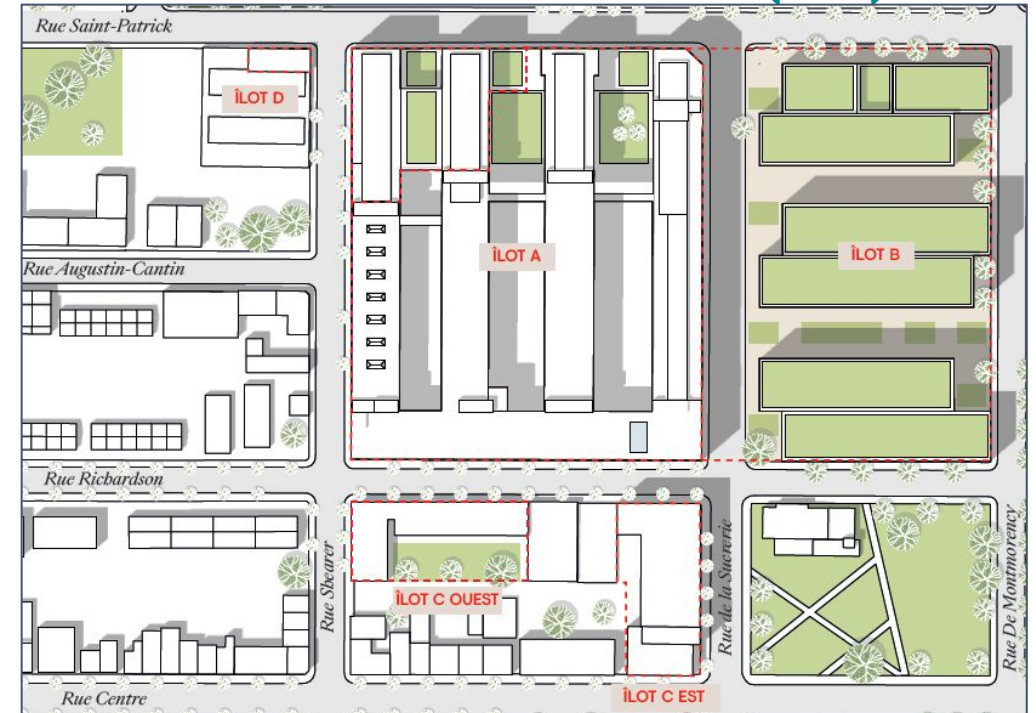 Rue Saint-Patrick
ÎLOT D
ÎLOT A
ÎLOT B
Rue Augustin-Cantin
Rue Richardson
Rue Shearer
ÎLOT C OUEST
Rue de la Sucrerie
Rue De Montmorency
ÎLOT C EST
Rue Centre